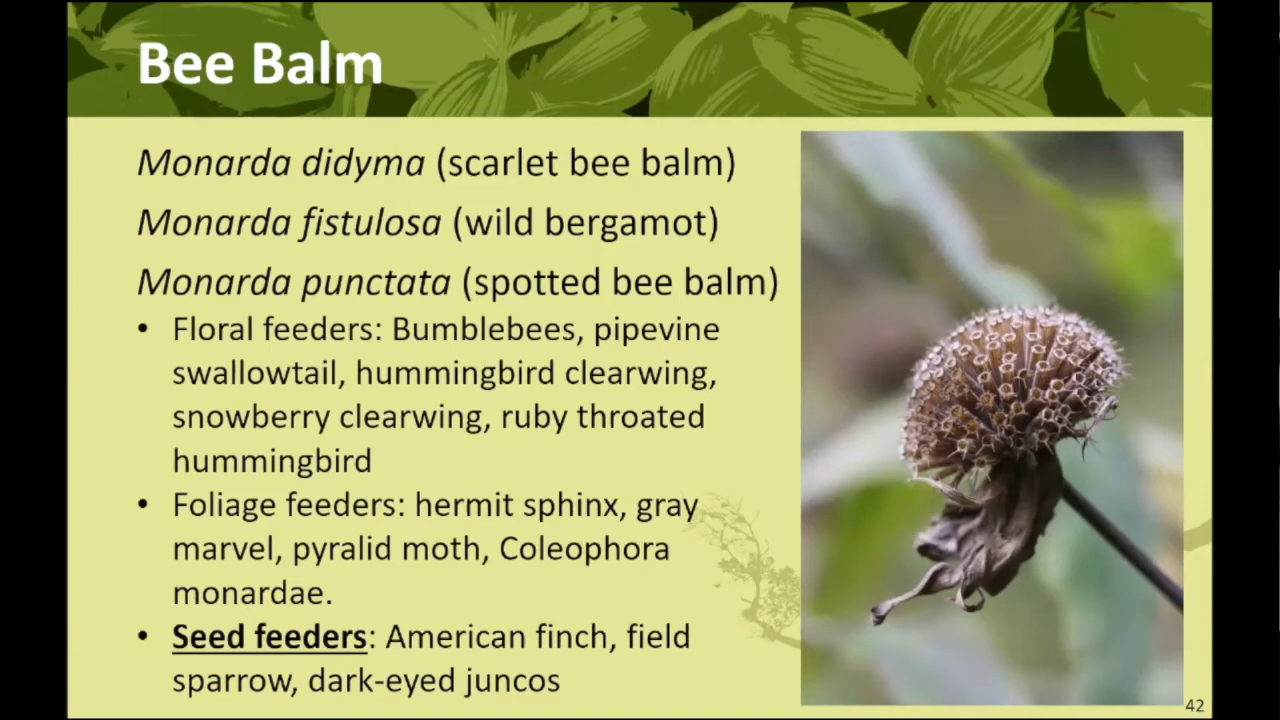 Bee Balm
Monarda didyma (scarlet bee balm)
Monarda fistulosa (wild bergamot)
Monarda punctata (spotted bee balm)
• Floral feeders: Bumblebees, pipevine
swallowtail, hummingbird clearwing,
snowberry clearwing, ruby throated
hummingbird
• Foliage feeders: hermit sphinx, gray
marvel, pyralid moth, Coleophora
monardae.
• Seed feeders: American finch, field
sparrow, dark-eyed juncos
42